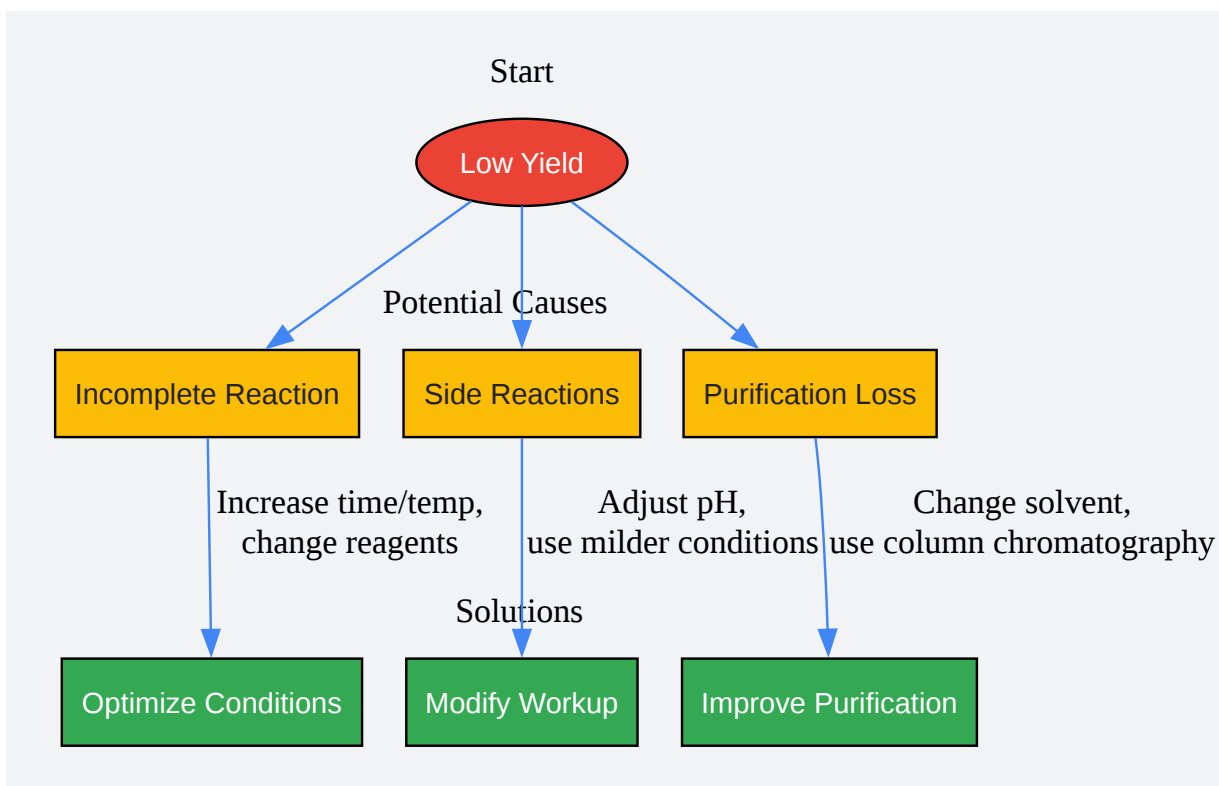 Start
Low Yield
Potential Causes
Incomplete Reaction
Side Reactions
Purification Loss
Increase time/temp,
change reagents
Adjust pH,
use milder conditions
Change solvent,
use column chromatography
Solutions
Optimize Conditions
Modify Workup
Improve Purification